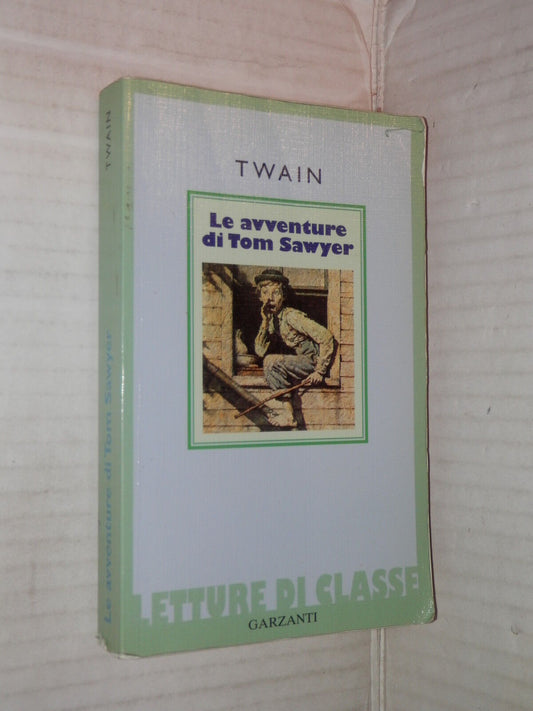 TWAIN
Le avventure
di Tom Sawyer
LETTURE DI CLASSE
GARZANTI
Le avventure di Tom Sawyer
TWAIN